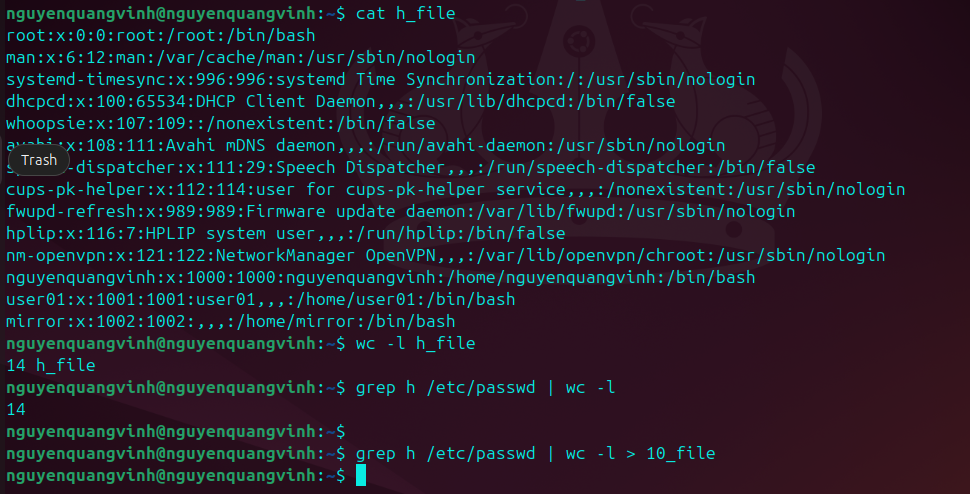 nguyenquangvinh@nguyenquangvinh:~$ cat h_file
root:x:0:0:root:/root:/bin/bash
man:x:6:12:man:/var/cache/man:/usr/sbin/nologin
systemd-timesync:x:996:996:systemd Time Synchronization:/:/usr/sbin/nologin
dhcpcd:x:100:65534:DHCP Client Daemon,,,:/usr/lib/dhcpcd:/bin/false
whoopsie:x:107:109::/nonexistent:/bin/false
avahi:x:108:111:Avahi mDNS daemon,,,:/run/avahi-daemon:/usr/sbin/nologin
Trash
-dispatcher:x:111:29:Speech Dispatcher,,,:/run/speech-dispatcher:/bin/false
cups-pk-helper:x:112:114:user for cups-pk-helper service,,,:/nonexistent:/usr/sbin/nologin
fwupd-refresh:x:989:989:Firmware update daemon:/var/lib/fwupd:/usr/sbin/nologin
hplip:x:116:7:HPLIP system user,,,:/run/hplip:/bin/false
nm-openvpn:x:121:122:NetworkManager OpenVPN,,,:/var/lib/openvpn/chroot:/usr/sbin/nologin
nguyenquangvinh:x:1000:1000:nguyenquangvinh:/home/nguyenquangvinh:/bin/bash
user01:x:1001:1001:user01,,,:/home/user01:/bin/bash
mirror:x:1002:1002:,,,:/home/mirror:/bin/bash
nguyenquangvinh@nguyenquangvinh:~$ wc -l h_file
14 h_file
nguyenquangvinh@nguyenquangvinh:~$ grep h /etc/passwd | wc -l
14
nguyenquangvinh@nguyenquangvinh:~$
nguyenquangvinh@nguyenquangvinh:~$ grep h /etc/passwd | wc -l > 10_file
nguyenquangvinh@nguyenquangvinh:~$